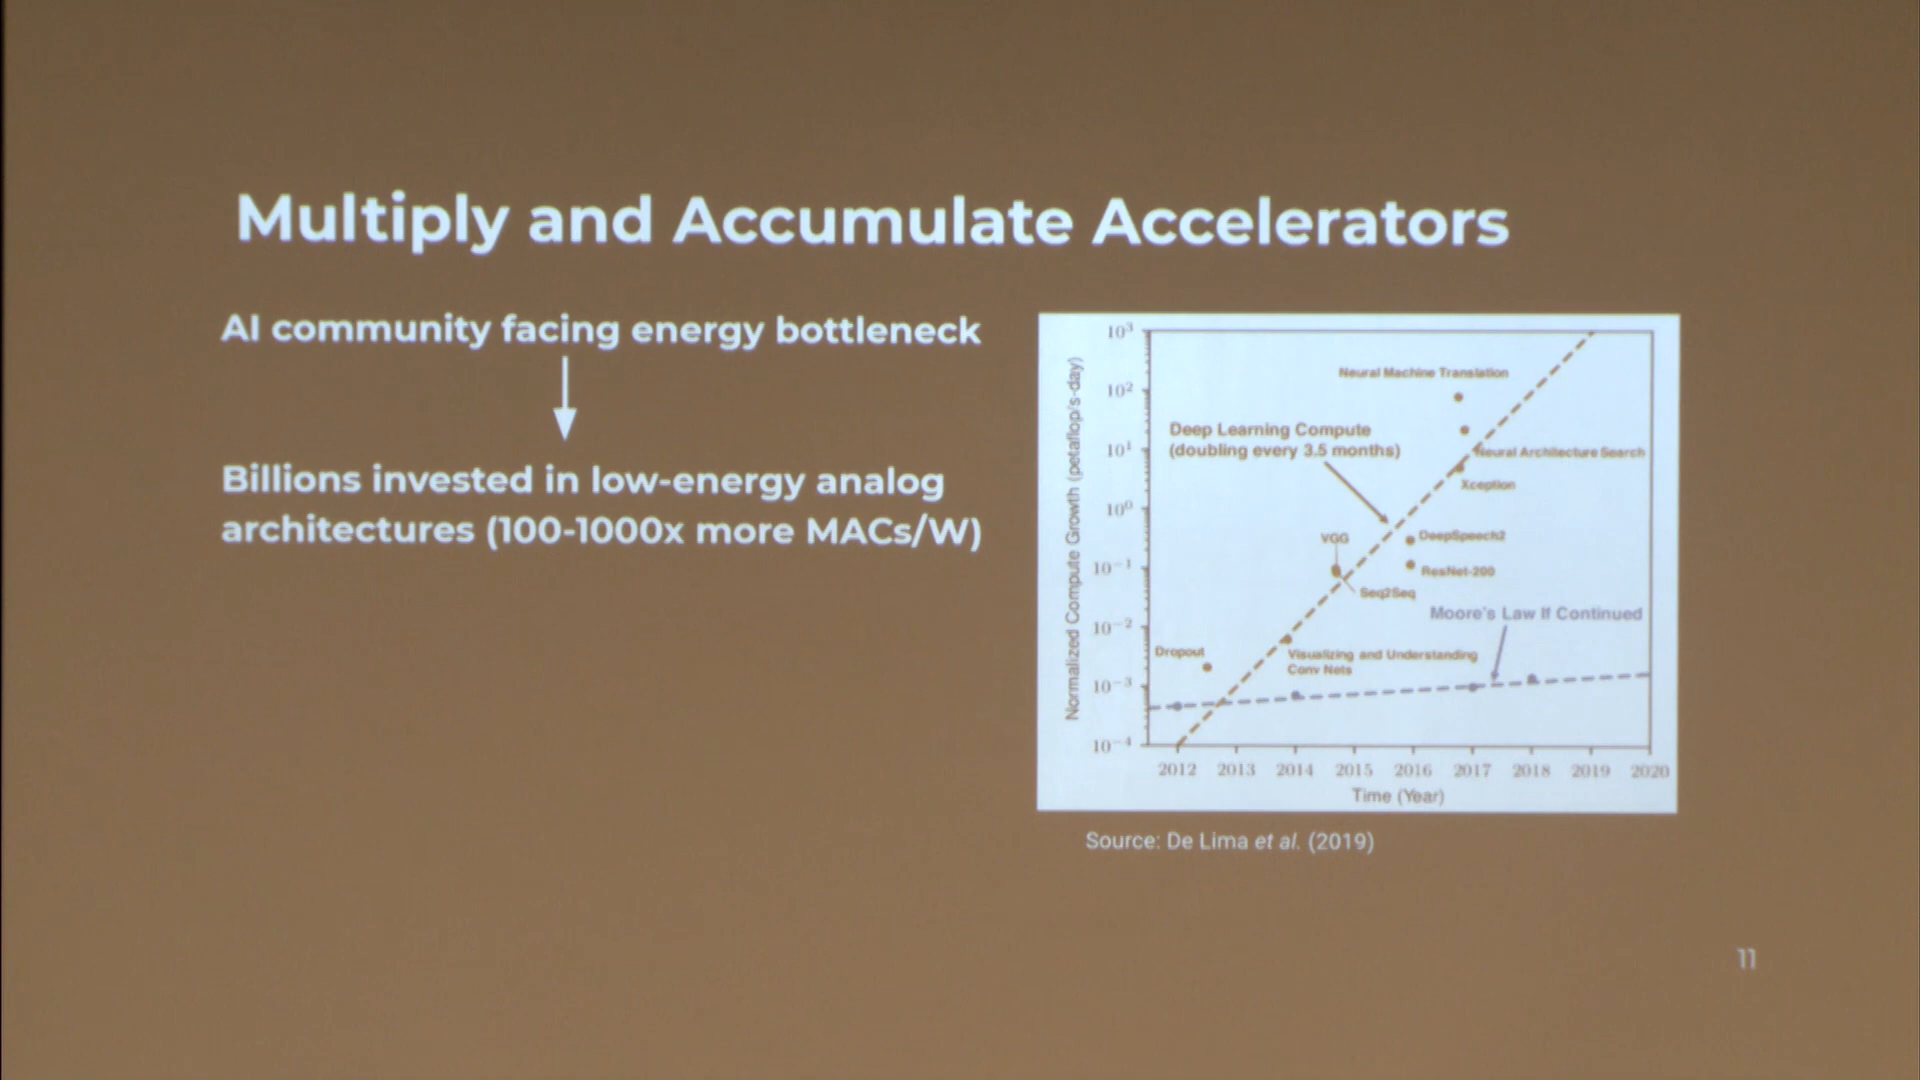 Multiply and Accumulate Accelerators
AI community facing energy bottleneck
Billions invested in low-energy analog
architectures (100-1000x more MACs/W)
Normalized Compute Growth (petaflop/s-day)
10³
10²
10¹
10⁰
10⁻¹
10⁻²
10⁻³
10⁻⁴
Neural Machine Translation
Deep Learning Compute
(doubling every 3.5 months)
Neural Architecture Search
Xception
VGG
DeepSpeech2
ResNet-200
Seq2Seq
Moore's Law If Continued
Dropout
Visualizing and Understanding
Conv Nets
2012 2013 2014 2015 2016 2017 2018 2019 2020
Time (Year)
Source: De Lima et al. (2019)
11